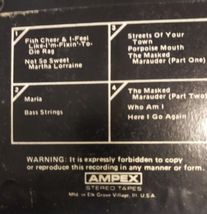 1
Fish Cheer & I-Feel
Like-I'm-Fixin'-To-
Die Rag
Not So Sweet
Martha Lorraine
3
Streets Of Your
Town
Porpoise Mouth
The Masked
Marauder (Part One)
2
Maria
Bass Strings
4
The Masked
Marauder (Part Two)
Who Am I
Here I Go Again
WARNING: It is expressly forbidden to copy
or reproduce this recording in any manner or form.
AMPEX
STEREO TAPES
Mfd. in Elk Grove Village, Ill. U.S.A.